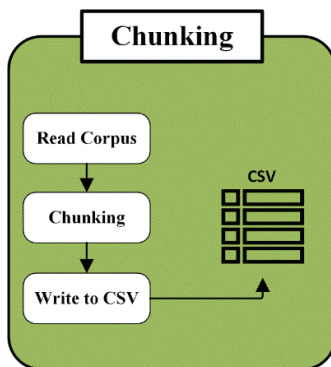 Chunking
Read Corpus
Chunking
CSV
Write to CSV